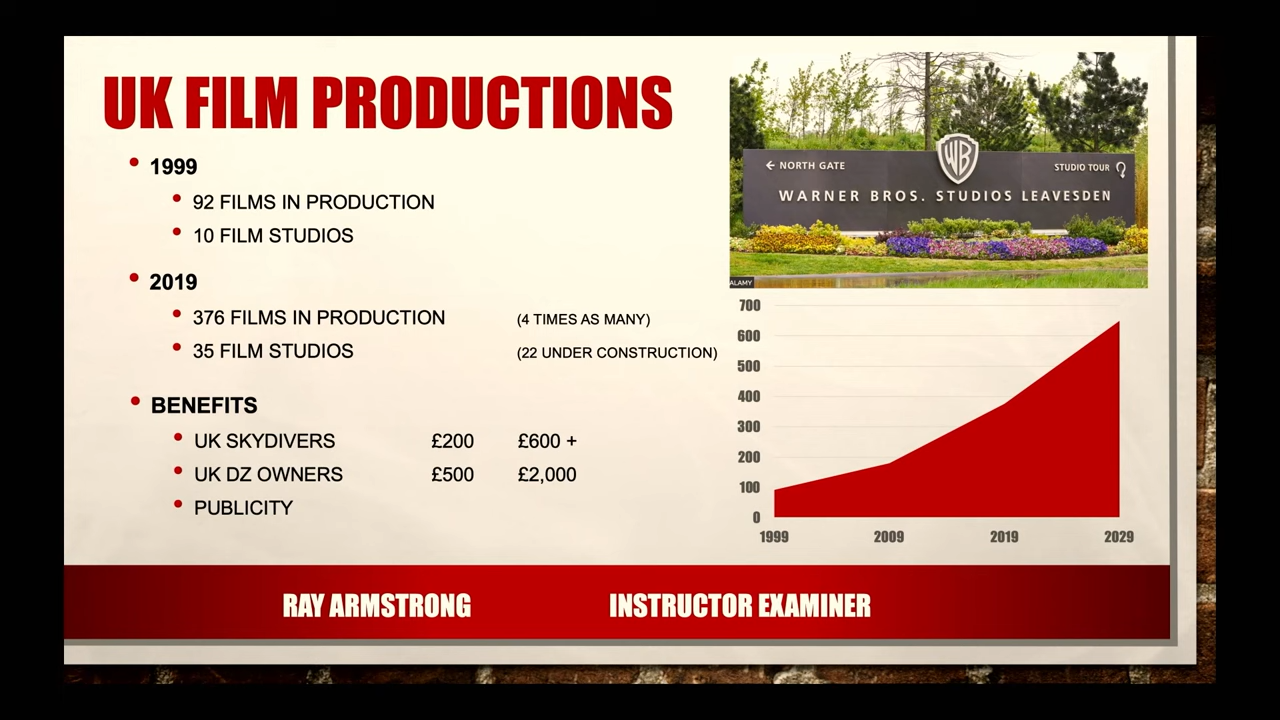 UK FILM PRODUCTIONS
1999
92 FILMS IN PRODUCTION
10 FILM STUDIOS
2019
376 FILMS IN PRODUCTION (4 TIMES AS MANY)
35 FILM STUDIOS (22 UNDER CONSTRUCTION)
BENEFITS
UK SKYDIVERS £200 £600 +
UK DZ OWNERS £500 £2,000
PUBLICITY
← NORTH GATE
WB
STUDIO TOUR
WARNER BROS. STUDIOS LEAVESDEN
ALAMY
700
600
500
400
300
200
100
0
1999 2009 2019 2029
RAY ARMSTRONG INSTRUCTOR EXAMINER